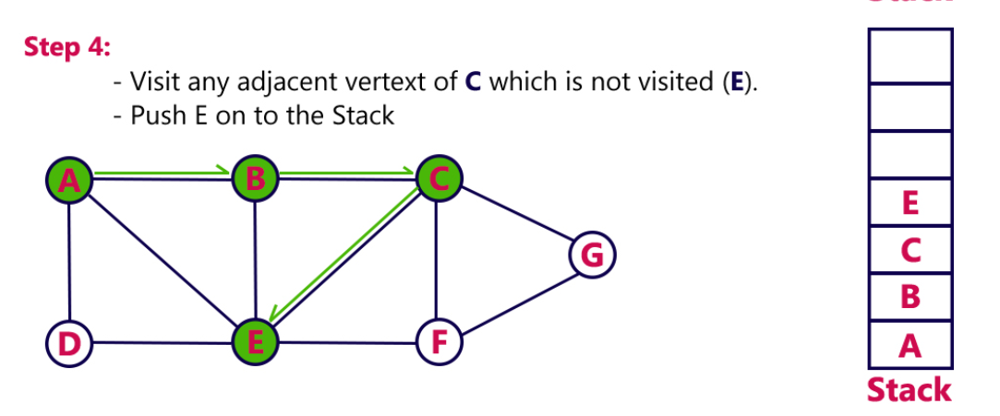 Step 4:
- Visit any adjacent vertext of C which is not visited (E).
- Push E on to the Stack
A
B
C
G
D
E
F
E
C
B
A
Stack